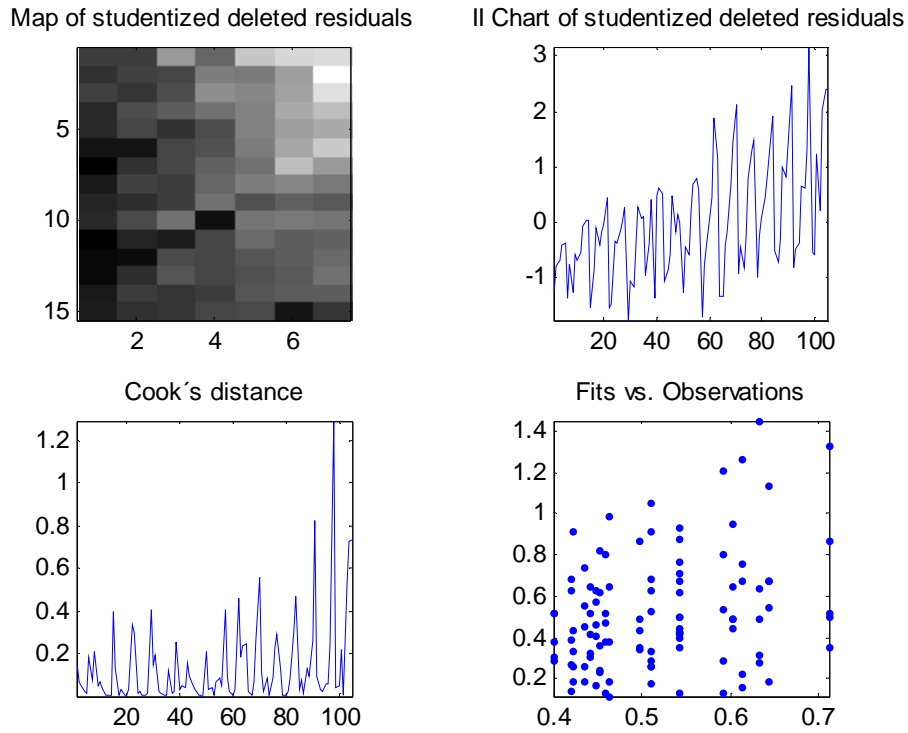 Map of studentized deleted residuals
5
10
15
2 4 6
II Chart of studentized deleted residuals
3
2
1
0
-1
20 40 60 80 100
Cook´s distance
1.2
1
0.8
0.6
0.4
0.2
20 40 60 80 100
Fits vs. Observations
1.4
1.2
1
0.8
0.6
0.4
0.2
0.4 0.5 0.6 0.7